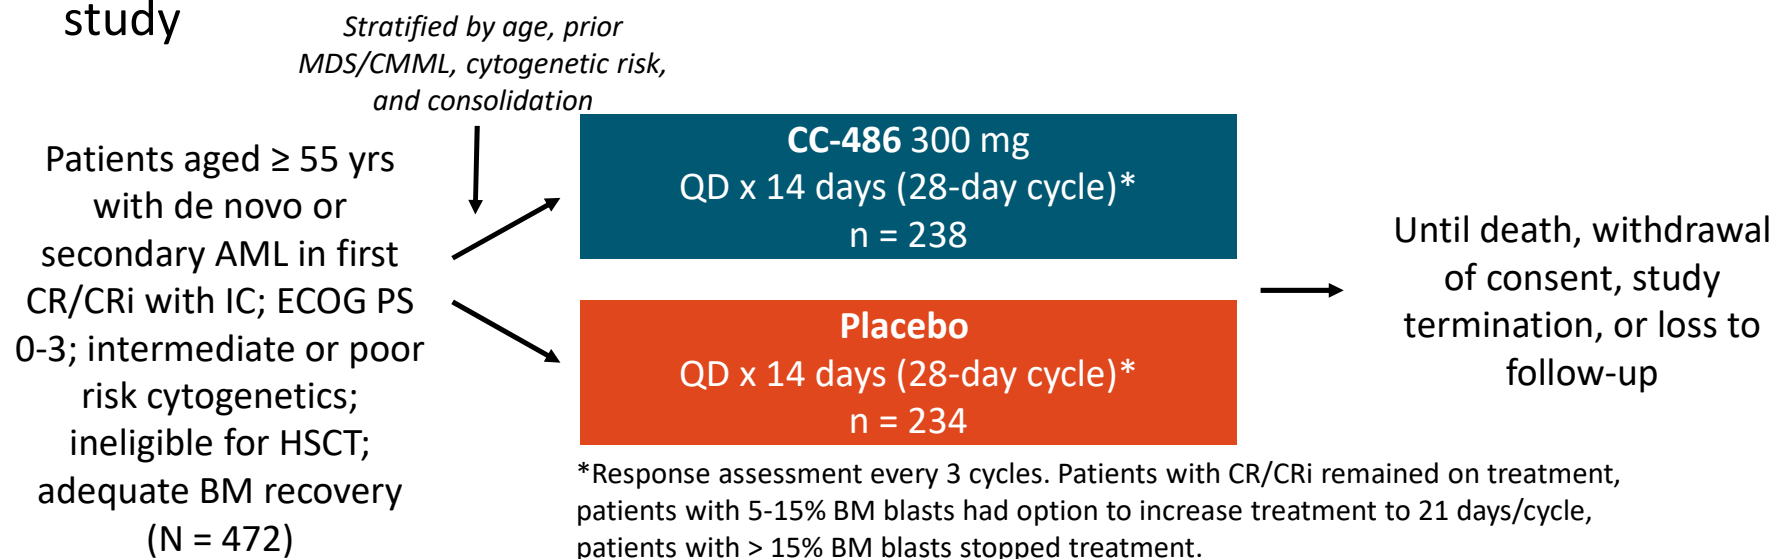 study
Stratified by age, prior
MDS/CMML, cytogenetic risk,
and consolidation
Patients aged ≥ 55 yrs
with de novo or
secondary AML in first
CR/CRi with IC; ECOG PS
0-3; intermediate or poor
risk cytogenetics;
ineligible for HSCT;
adequate BM recovery
(N = 472)
CC-486 300 mg
QD x 14 days (28-day cycle)*
n = 238
Placebo
QD x 14 days (28-day cycle)*
n = 234
Until death, withdrawal
of consent, study
termination, or loss to
follow-up
*Response assessment every 3 cycles. Patients with CR/CRi remained on treatment,
patients with 5-15% BM blasts had option to increase treatment to 21 days/cycle,
patients with > 15% BM blasts stopped treatment.